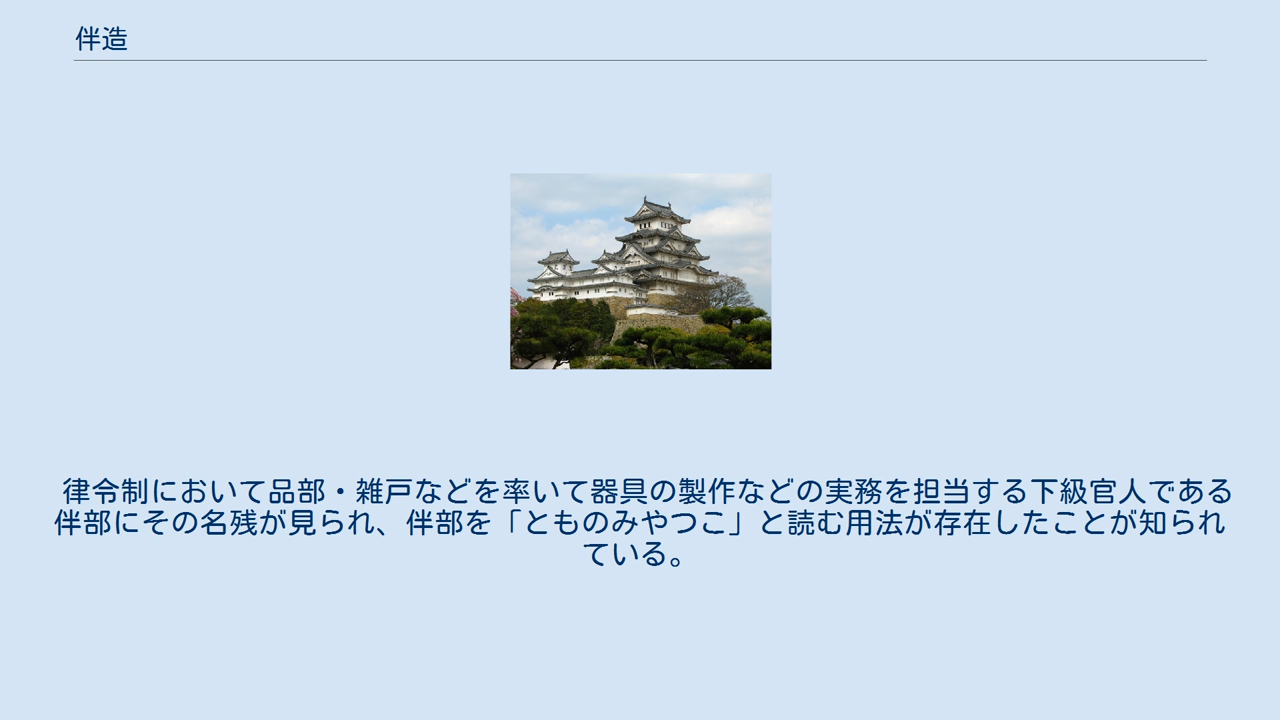 伴造
律令制において品部・雑戸などを率いて器具の製作などの実務を担当する下級官人である
伴部にその名残が見られ、伴部を「とものみやつこ」と読む用法が存在したことが知られ
ている。